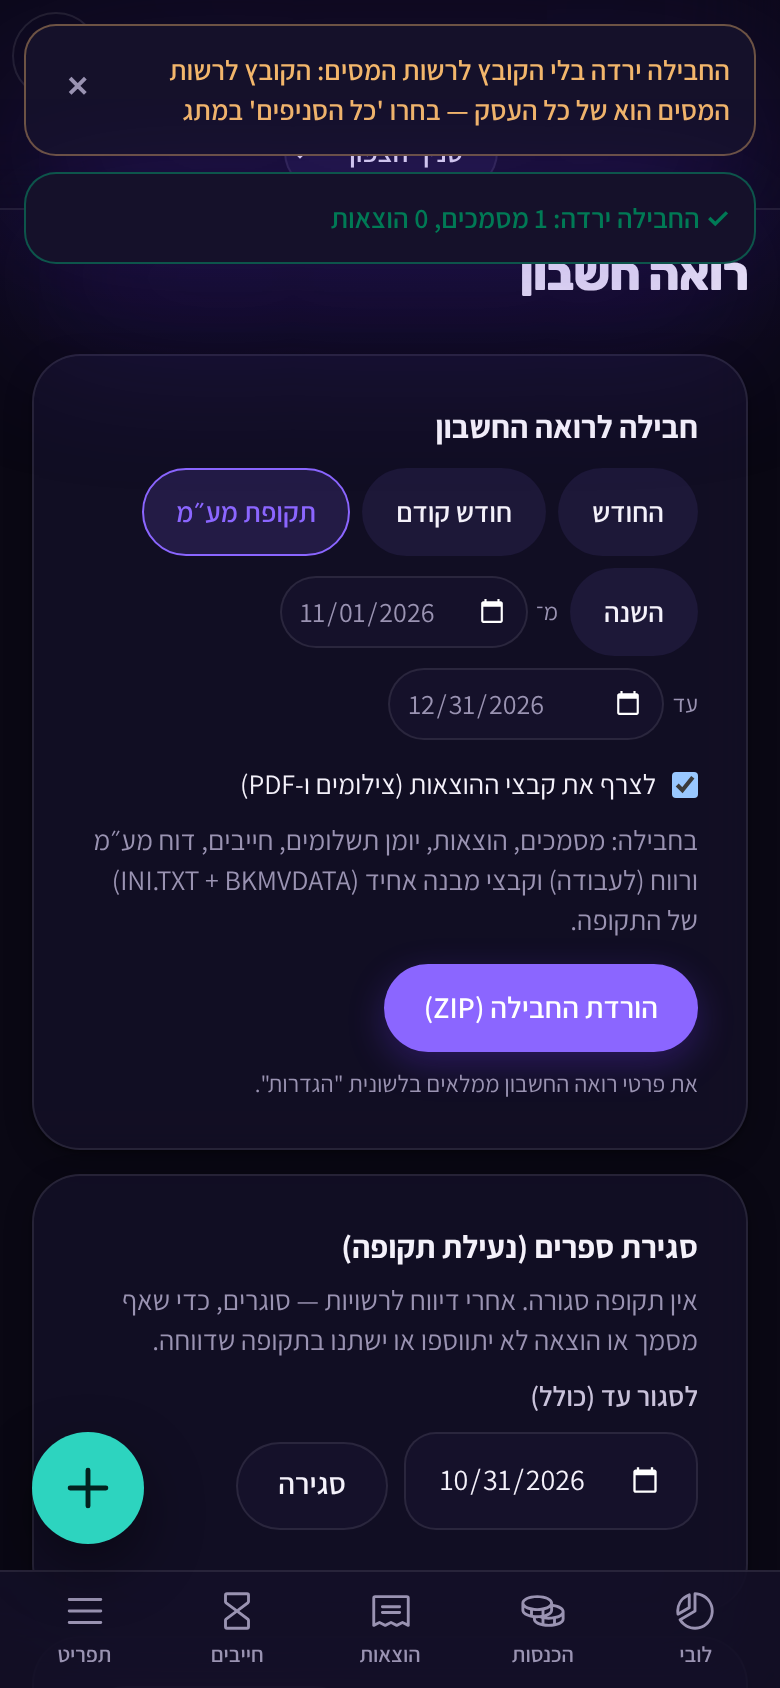 החבילה ירדה בלי הקובץ לרשות המסים: הקובץ לרשות
המסים הוא של כל העסק — בחרו 'כל הסניפים' במתג
✕
✓ החבילה ירדה: 1 מסמכים, 0 הוצאות
רואה חשבון
חבילה לרואה החשבון
החודש
חודש קודם
תקופת מע״מ
השנה
מ־
11/01/2026
עד
12/31/2026
לצרף את קבצי ההוצאות (צילומים ו-PDF)
בחבילה: מסמכים, הוצאות, יומן תשלומים, חייבים, דוח מע״מ
ורווח (לעבודה) וקבצי מבנה אחיד (INI.TXT + BKMVDATA)
של התקופה.
הורדת החבילה (ZIP)
את פרטי רואה החשבון ממלאים בלשונית "הגדרות".
סגירת ספרים (נעילת תקופה)
אין תקופה סגורה. אחרי דיווח לרשויות — סוגרים, כדי שאף
מסמך או הוצאה לא יתווספו או ישתנו בתקופה שדווחה.
לסגור עד (כולל)
10/31/2026
סגירה
לובי
הכנסות
הוצאות
חייבים
תפריט